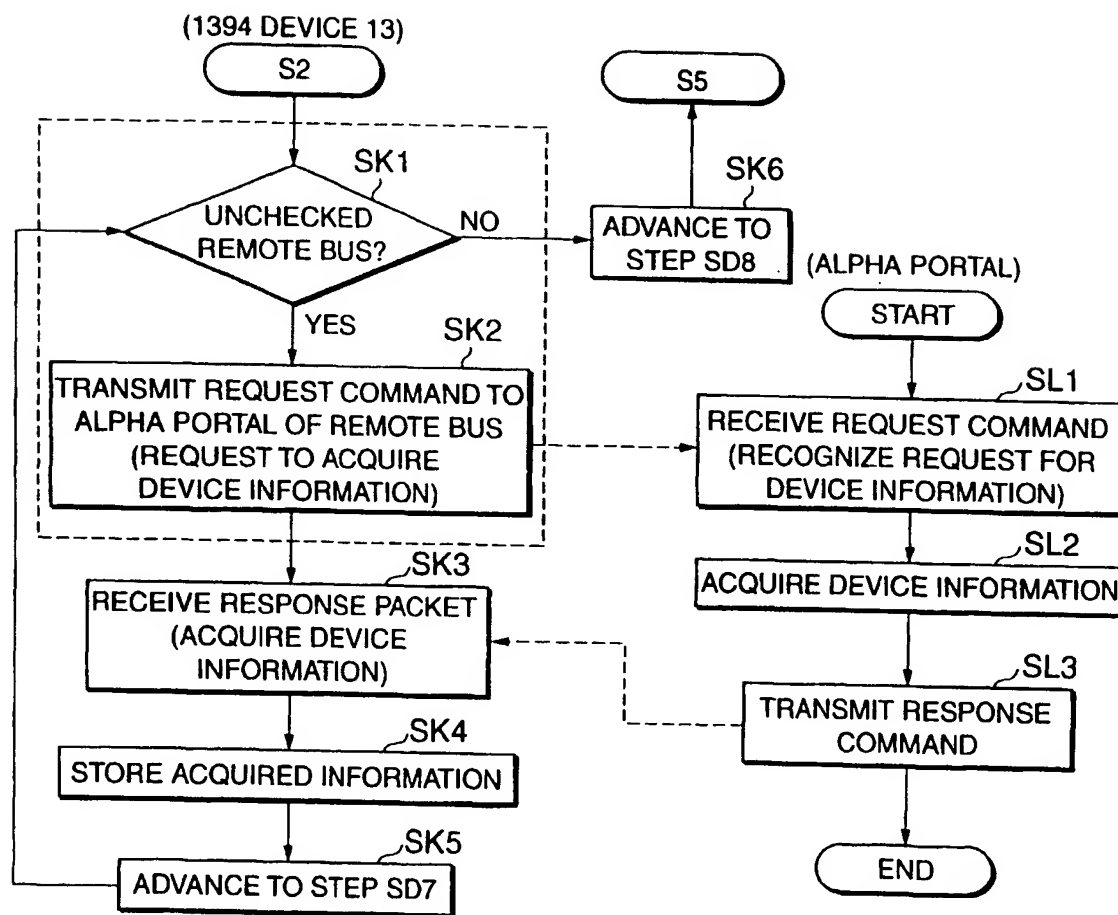 (1394 DEVICE 13)
S2
SK1
UNCHECKED
REMOTE BUS?
NO
YES
SK2
TRANSMIT REQUEST COMMAND TO
ALPHA PORTAL OF REMOTE BUS
(REQUEST TO ACQUIRE
DEVICE INFORMATION)
SK3
RECEIVE RESPONSE PACKET
(ACQUIRE DEVICE
INFORMATION)
SK4
STORE ACQUIRED INFORMATION
SK5
ADVANCE TO STEP SD7
S5
SK6
ADVANCE TO
STEP SD8
(ALPHA PORTAL)
START
SL1
RECEIVE REQUEST COMMAND
(RECOGNIZE REQUEST FOR
DEVICE INFORMATION)
SL2
ACQUIRE DEVICE INFORMATION
SL3
TRANSMIT RESPONSE
COMMAND
END